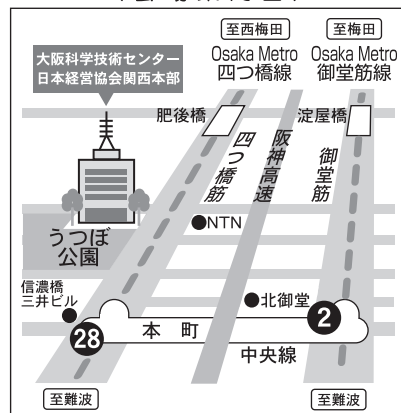 至西梅田
至梅田
大阪科学技術センター
日本経営協会関西本部
Osaka Metro
四つ橋線
Osaka Metro
御堂筋線
肥後橋
淀屋橋
四つ橋筋
阪神高速
御堂筋
うつぼ
公園
●NTN
信濃橋
三井ビル
●北御堂
28
本町
2
中央線
至難波
至難波